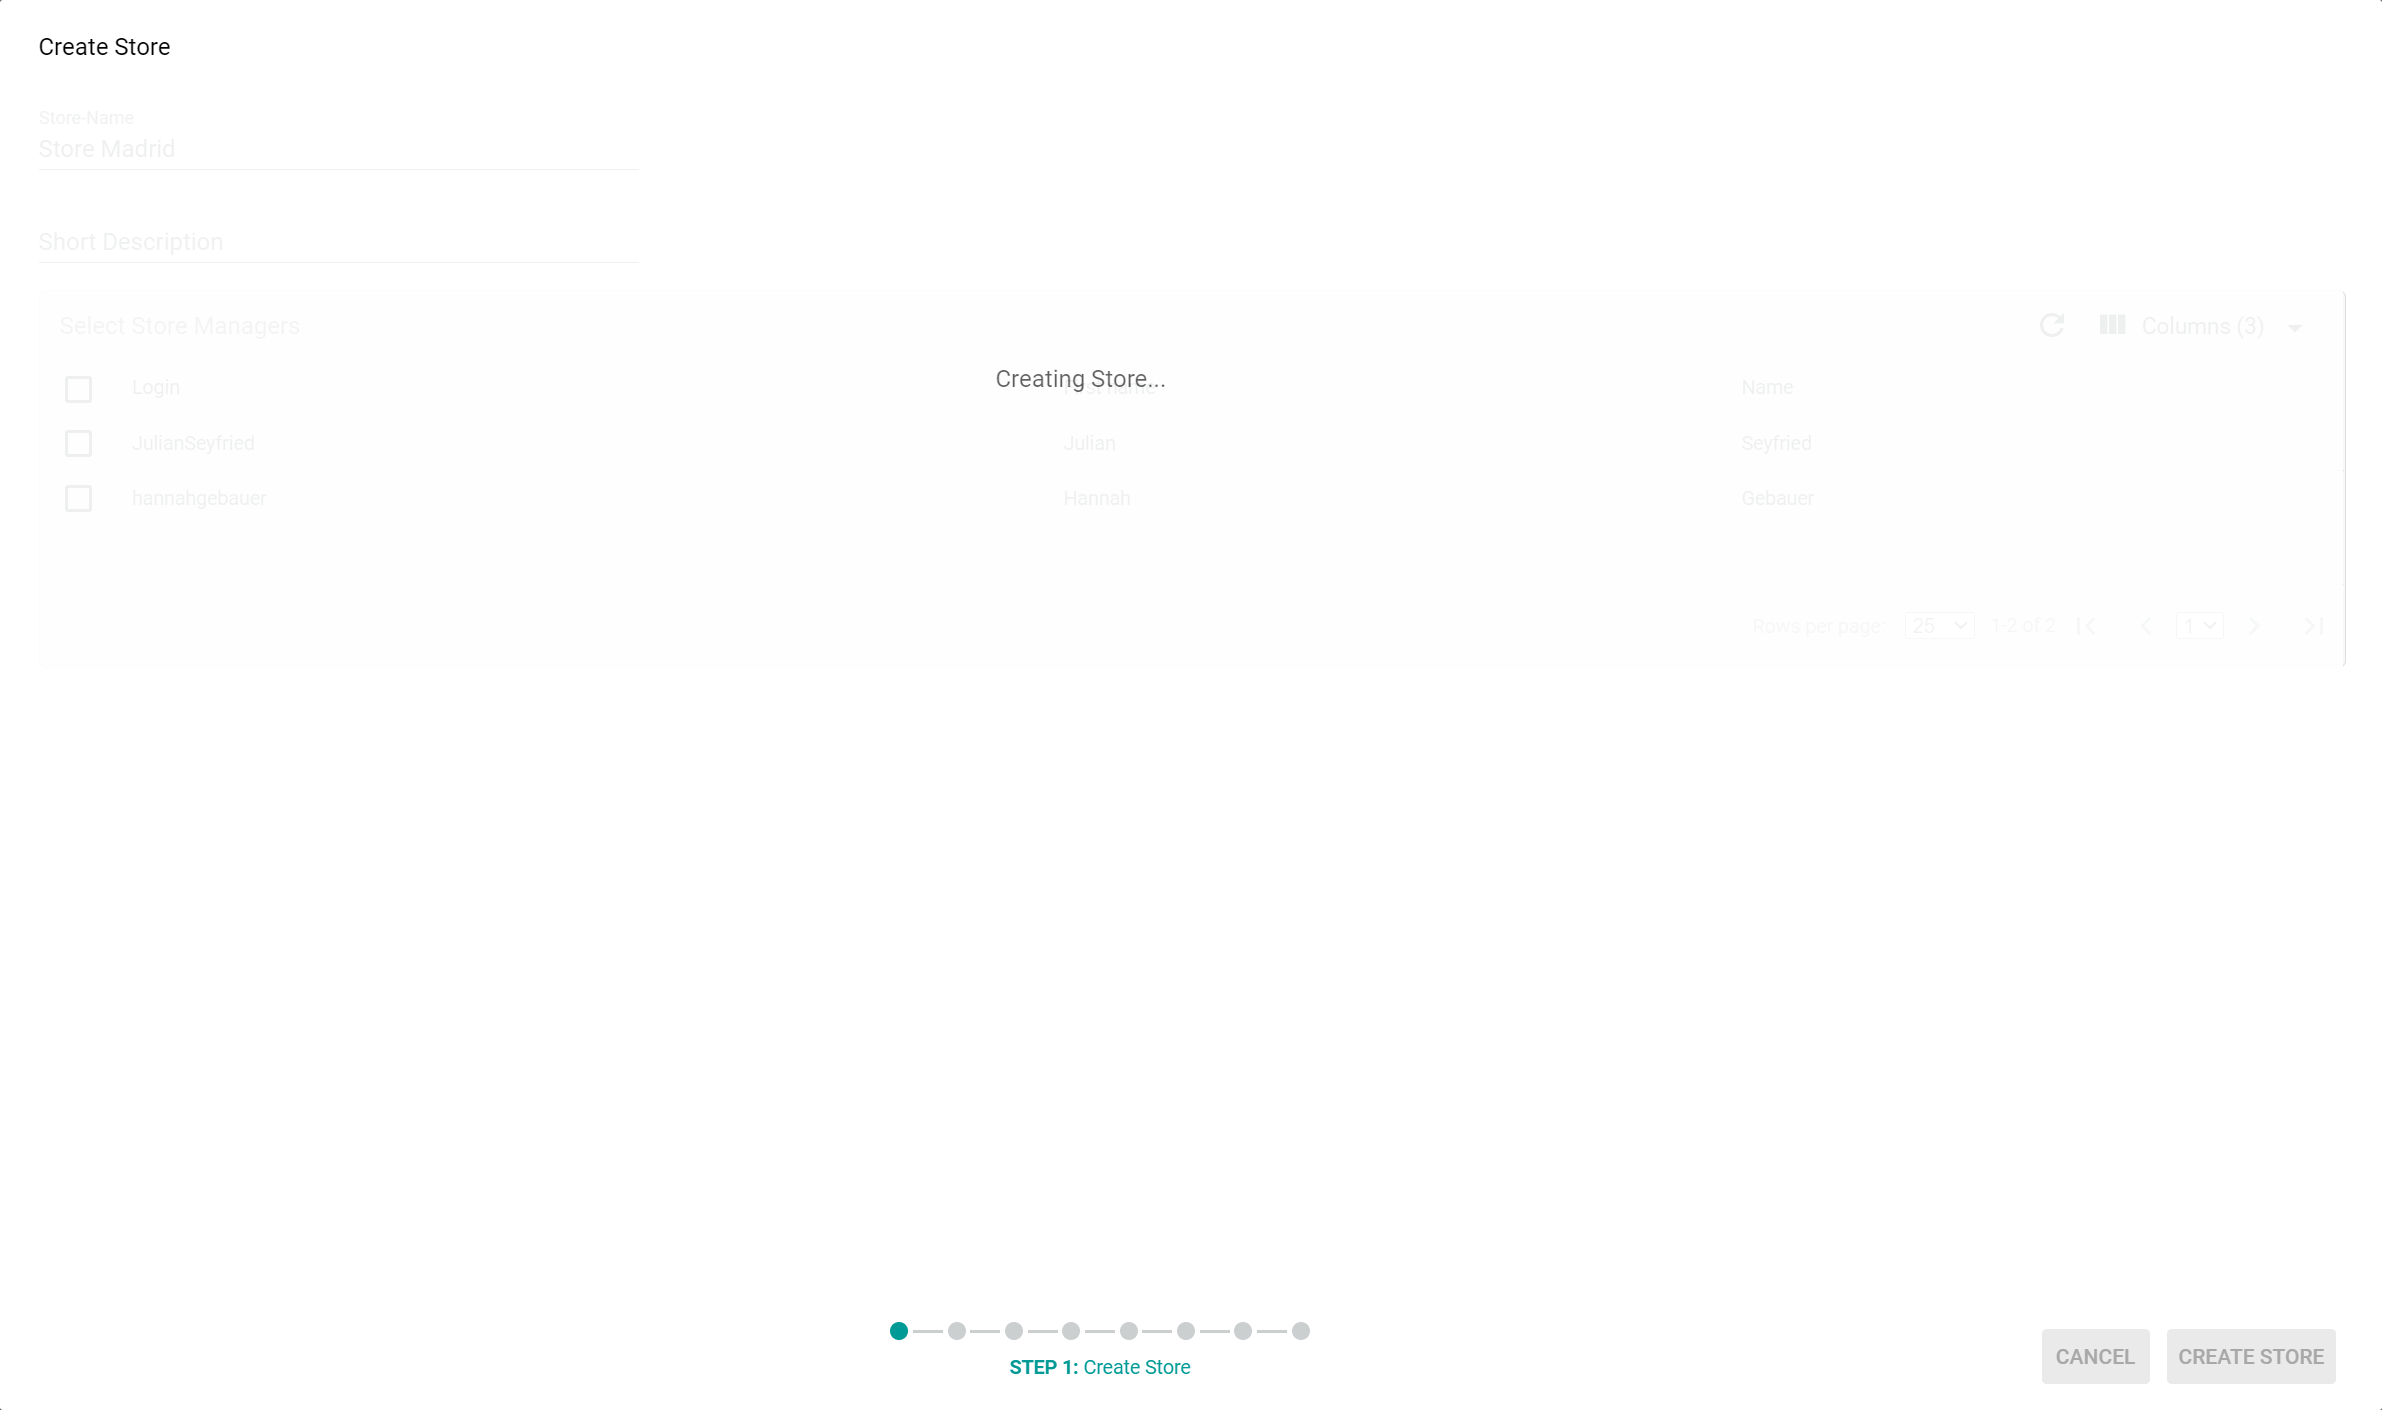 Create Store
Store-Name
Store Madrid
Short Description
Select Store Managers
Columns (3)
Creating Store...
Login
Name
JulianSeyfried Julian Seyfried
hannahgebauer Hannah Gebauer
Rows per page: 25 1-2 of 2 1
STEP 1: Create Store
CANCEL CREATE STORE